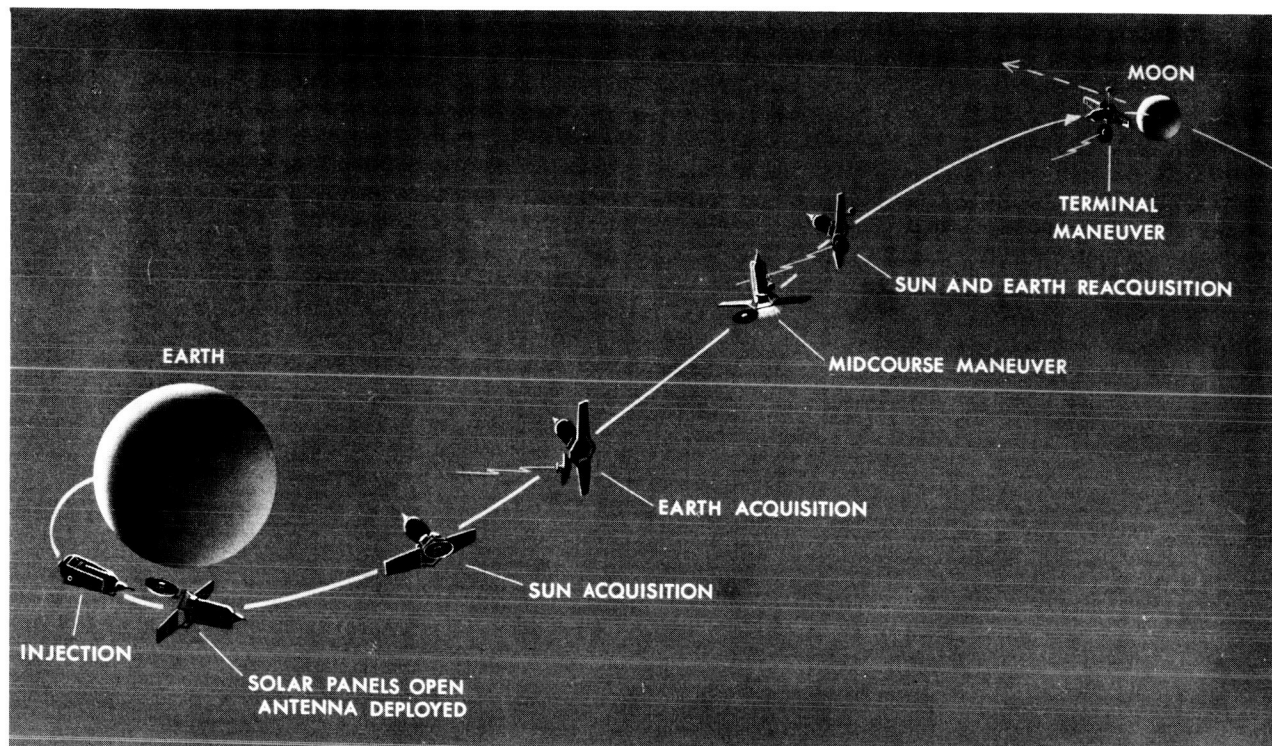 MOON
TERMINAL
MANEUVER
SUN AND EARTH REACQUISITION
MIDCOURSE MANEUVER
EARTH
EARTH ACQUISITION
SUN ACQUISITION
INJECTION
SOLAR PANELS OPEN
ANTENNA DEPLOYED